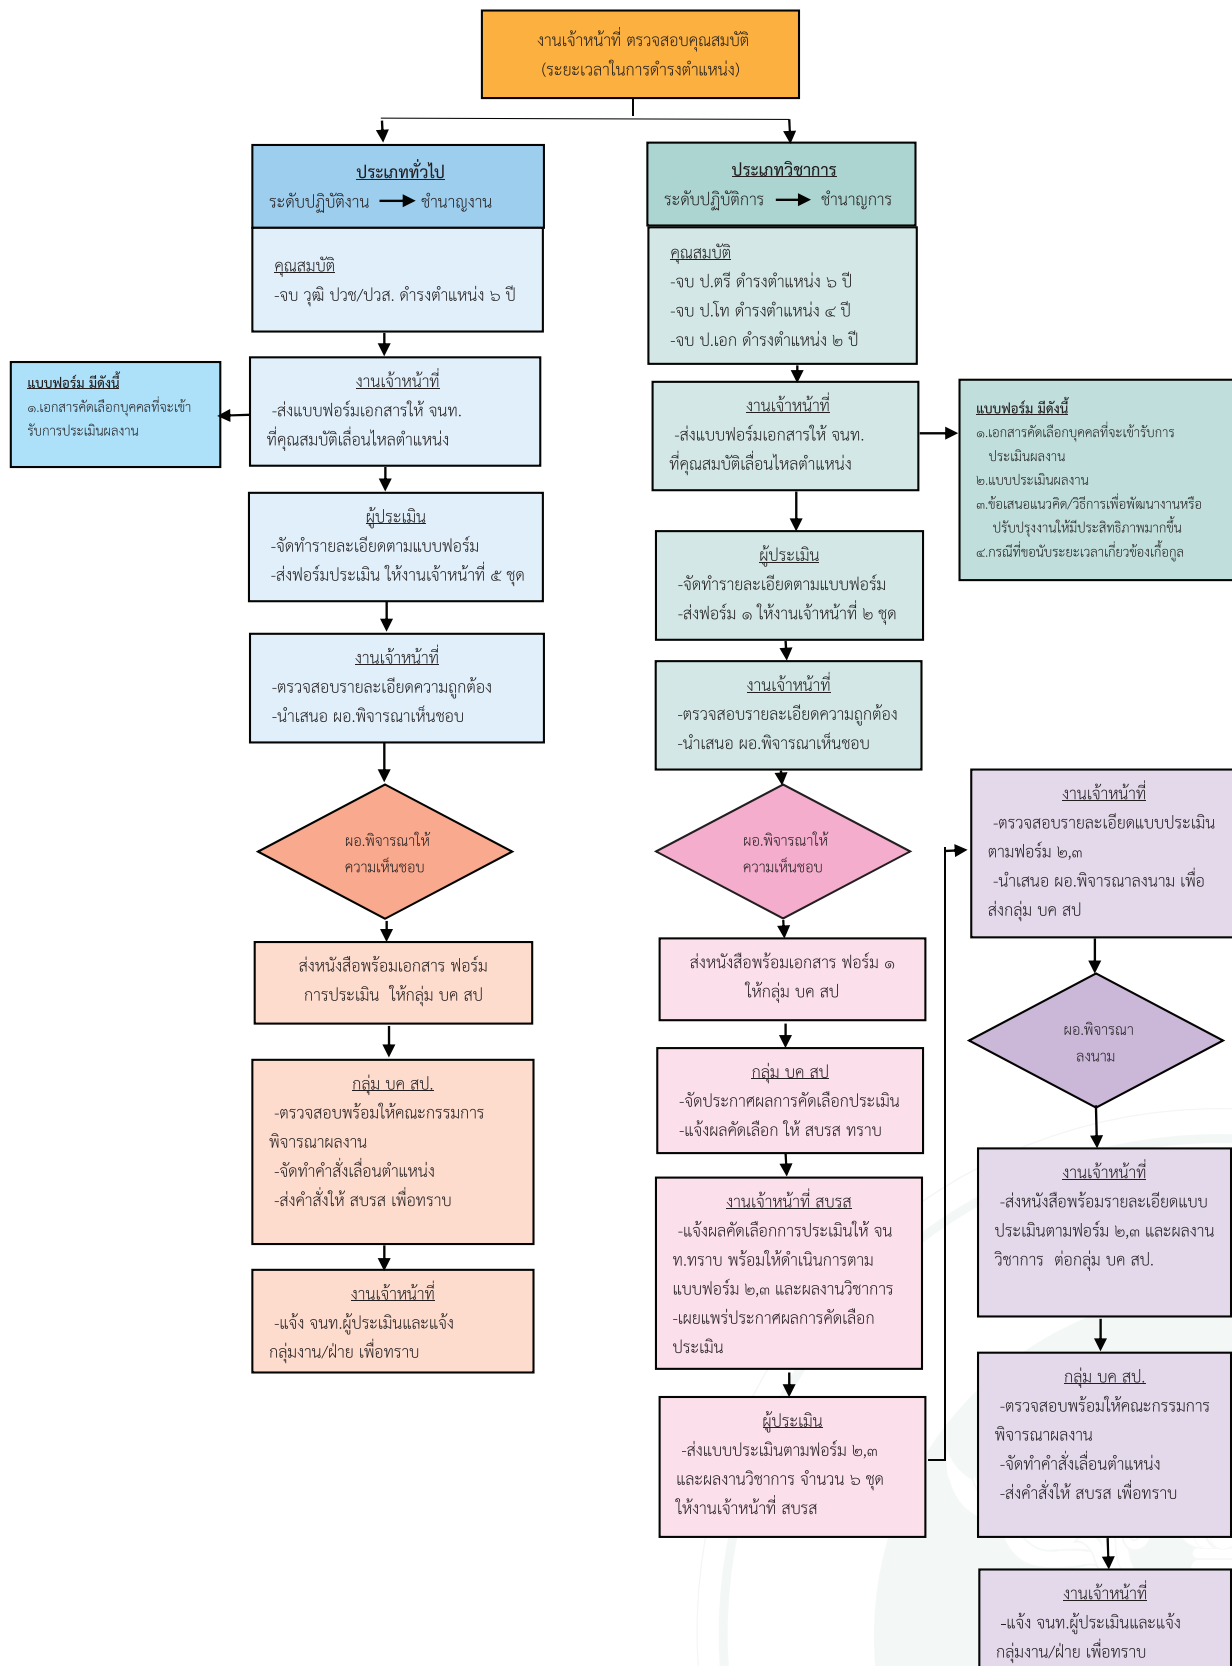 งานเจ้าหน้าที่ ตรวจสอบคุณสมบัติ
(ระยะเวลาในการดำรงตำแหน่ง)
ประเภททั่วไป
ระดับปฏิบัติงาน ชำนาญงาน
คุณสมบัติ
-จบ วุฒิ ปวช/ปวส. ดำรงตำแหน่ง ๖ ปี
งานเจ้าหน้าที่
-ส่งแบบฟอร์มเอกสารให้ จนท.
ที่คุณสมบัติเลื่อนไหลตำแหน่ง
แบบฟอร์ม มีดังนี้
๑.เอกสารคัดเลือกบุคคลที่จะเข้า
รับการประเมินผลงาน
ผู้ประเมิน
-จัดทำรายละเอียดตามแบบฟอร์ม
-ส่งฟอร์มประเมิน ให้งานเจ้าหน้าที่ ๕ ชุด
งานเจ้าหน้าที่
-ตรวจสอบรายละเอียดความถูกต้อง
-นำเสนอ ผอ.พิจารณาเห็นชอบ
ผอ.พิจารณาให้
ความเห็นชอบ
ส่งหนังสือพร้อมเอกสาร ฟอร์ม
การประเมิน ให้กลุ่ม บค สป
กลุ่ม บค สป.
-ตรวจสอบพร้อมให้คณะกรรมการ
พิจารณาผลงาน
-จัดทำคำสั่งเลื่อนตำแหน่ง
-ส่งคำสั่งให้ สบรส เพื่อทราบ
งานเจ้าหน้าที่
-แจ้ง จนท.ผู้ประเมินและแจ้ง
กลุ่มงาน/ฝ่าย เพื่อทราบ
ประเภทวิชาการ
ระดับปฏิบัติการ ชำนาญการ
คุณสมบัติ
-จบ ป.ตรี ดำรงตำแหน่ง ๖ ปี
-จบ ป.โท ดำรงตำแหน่ง ๔ ปี
-จบ ป.เอก ดำรงตำแหน่ง ๒ ปี
งานเจ้าหน้าที่
-ส่งแบบฟอร์มเอกสารให้ จนท.
ที่คุณสมบัติเลื่อนไหลตำแหน่ง
แบบฟอร์ม มีดังนี้
๑.เอกสารคัดเลือกบุคคลที่จะเข้ารับการ
ประเมินผลงาน
๒.แบบประเมินผลงาน
๓.ข้อเสนอแนวคิด/วิธีการเพื่อพัฒนางานหรือ
ปรับปรุงงานให้มีประสิทธิภาพมากขึ้น
๔.กรณีที่ขอนับระยะเวลาเกี่ยวข้องเกื้อกูล
ผู้ประเมิน
-จัดทำรายละเอียดตามแบบฟอร์ม
-ส่งฟอร์ม ๑ ให้งานเจ้าหน้าที่ ๒ ชุด
งานเจ้าหน้าที่
-ตรวจสอบรายละเอียดความถูกต้อง
-นำเสนอ ผอ.พิจารณาเห็นชอบ
ผอ.พิจารณาให้
ความเห็นชอบ
ส่งหนังสือพร้อมเอกสาร ฟอร์ม ๑
ให้กลุ่ม บค สป
กลุ่ม บค สป
-จัดประกาศผลการคัดเลือกประเมิน
-แจ้งผลคัดเลือก ให้ สบรส ทราบ
งานเจ้าหน้าที่ สบรส
-แจ้งผลคัดเลือกการประเมินให้ จน
ท.ทราบ พร้อมให้ดำเนินการตาม
แบบฟอร์ม ๒,๓ และผลงานวิชาการ
-เผยแพร่ประกาศผลการคัดเลือก
ประเมิน
ผู้ประเมิน
-ส่งแบบประเมินตามฟอร์ม ๒,๓
และผลงานวิชาการ จำนวน ๖ ชุด
ให้งานเจ้าหน้าที่ สบรส
งานเจ้าหน้าที่
-ตรวจสอบรายละเอียดแบบประเมิน
ตามฟอร์ม ๒,๓
-นำเสนอ ผอ.พิจารณาลงนาม เพื่อ
ส่งกลุ่ม บค สป
ผอ.พิจารณา
ลงนาม
งานเจ้าหน้าที่
-ส่งหนังสือพร้อมรายละเอียดแบบ
ประเมินตามฟอร์ม ๒,๓ และผลงาน
วิชาการ ต่อกลุ่ม บค สป.
กลุ่ม บค สป.
-ตรวจสอบพร้อมให้คณะกรรมการ
พิจารณาผลงาน
-จัดทำคำสั่งเลื่อนตำแหน่ง
-ส่งคำสั่งให้ สบรส เพื่อทราบ
งานเจ้าหน้าที่
-แจ้ง จนท.ผู้ประเมินและแจ้ง
กลุ่มงาน/ฝ่าย เพื่อทราบ